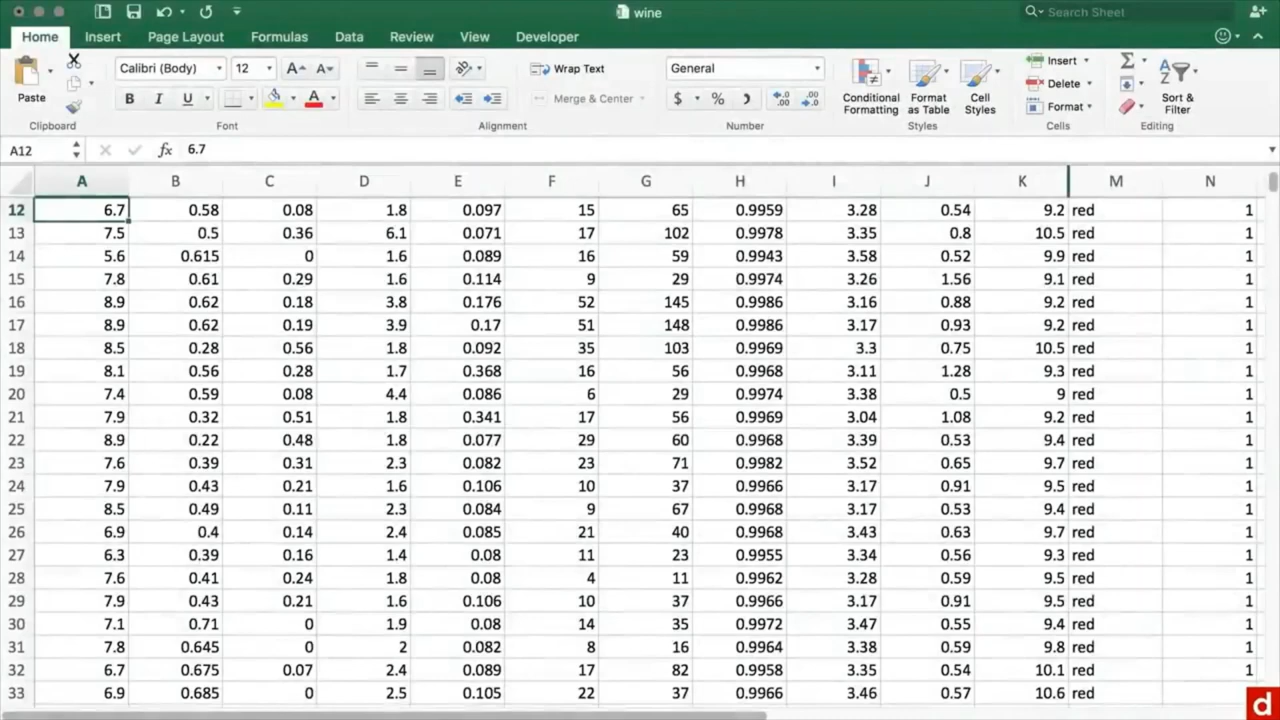 wine
Search Sheet
Home Insert Page Layout Formulas Data Review View Developer
Paste
Calibri (Body) 12 A A
Wrap Text
General
Insert
B I U A
Merge & Center
$ %
Conditional Formatting
Format as Table
Cell Styles
Delete
Format
Sort & Filter
Clipboard Font Alignment Number Styles Cells Editing
A12 fx 6.7
A B C D E F G H I J K M N
12 6.7 0.58 0.08 1.8 0.097 15 65 0.9959 3.28 0.54 9.2 red 1
13 7.5 0.5 0.36 6.1 0.071 17 102 0.9978 3.35 0.8 10.5 red 1
14 5.6 0.615 0 1.6 0.089 16 59 0.9943 3.58 0.52 9.9 red 1
15 7.8 0.61 0.29 1.6 0.114 9 29 0.9974 3.26 1.56 9.1 red 1
16 8.9 0.62 0.18 3.8 0.176 52 145 0.9986 3.16 0.88 9.2 red 1
17 8.9 0.62 0.19 3.9 0.17 51 148 0.9986 3.17 0.93 9.2 red 1
18 8.5 0.28 0.56 1.8 0.092 35 103 0.9969 3.3 0.75 10.5 red 1
19 8.1 0.56 0.28 1.7 0.368 16 56 0.9968 3.11 1.28 9.3 red 1
20 7.4 0.59 0.08 4.4 0.086 6 29 0.9974 3.38 0.5 9 red 1
21 7.9 0.32 0.51 1.8 0.341 17 56 0.9969 3.04 1.08 9.2 red 1
22 8.9 0.22 0.48 1.8 0.077 29 60 0.9968 3.39 0.53 9.4 red 1
23 7.6 0.39 0.31 2.3 0.082 23 71 0.9982 3.52 0.65 9.7 red 1
24 7.9 0.43 0.21 1.6 0.106 10 37 0.9966 3.17 0.91 9.5 red 1
25 8.5 0.49 0.11 2.3 0.084 9 67 0.9968 3.17 0.53 9.4 red 1
26 6.9 0.4 0.14 2.4 0.085 21 40 0.9968 3.43 0.63 9.7 red 1
27 6.3 0.39 0.16 1.4 0.08 11 23 0.9955 3.34 0.56 9.3 red 1
28 7.6 0.41 0.24 1.8 0.08 4 11 0.9962 3.28 0.59 9.5 red 1
29 7.9 0.43 0.21 1.6 0.106 10 37 0.9966 3.17 0.91 9.5 red 1
30 7.1 0.71 0 1.9 0.08 14 35 0.9972 3.47 0.55 9.4 red 1
31 7.8 0.645 0 2 0.082 8 16 0.9964 3.38 0.59 9.8 red 1
32 6.7 0.675 0.07 2.4 0.089 17 82 0.9958 3.35 0.54 10.1 red 1
33 6.9 0.685 0 2.5 0.105 22 37 0.9966 3.46 0.57 10.6 red 1
d